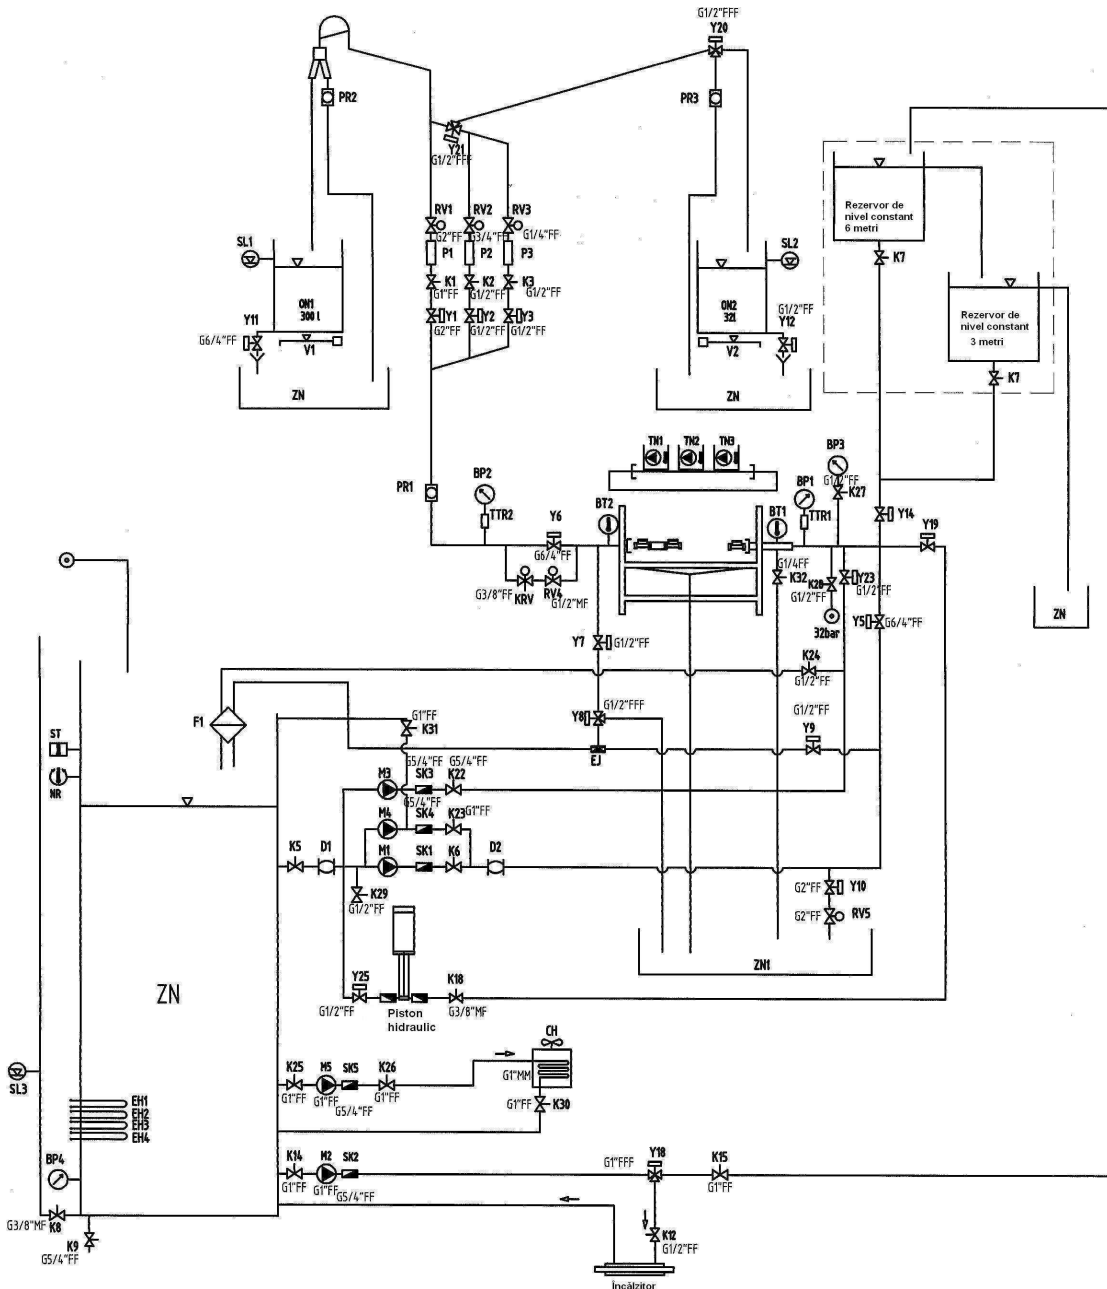 G1/2"FFF
Y20
PR2
PR3
Y21
G1/2"FFF
Rezervor de
nivel constant
6 metri
RV1
RV2
RV3
G2"FF
G3/4"FF
G1/4"FF
SL1
SL2
P1
P2
P3
K7
K1
K2
K3
G1"FF
G1/2"FF
G1/2"FF
ON1
300 l
ON2
32l
G1/2"FF
Y11
Y12
Y1
Y2
Y3
G6/4"FF
G2"FF
G1/2"FF
G1/2"FF
V1
V2
Rezervor de
nivel constant
3 metri
K7
ZN
ZN
TN1
TN2
TN3
BP3
BP2
BP1
G1/2"FF
K27
PR1
BT2
BT1
TTR2
TTR1
Y6
Y14
Y19
G6/4"FF
G1/4FF
K32
K28
Y23
G1/2"FF
G1/2"FF
G3/8"FF
KRV
RV4
G1/2"MF
32bar
Y5
G6/4"FF
ZN
Y7
G1/2"FF
K24
G1/2"FF
G1/2"FF
Y8
G1/2"FFF
F1
G1"FF
K31
ST
Y9
NR
EJ
G5/4"FF
G5/4"FF
M3
SK3
K22
G5/4"FF
G1"FF
M4
SK4
K23
K5
D1
M1
SK1
K6
D2
K29
G1/2"FF
G2"FF
Y10
G2"FF
RV5
ZN1
ZN
Y25
K18
G1/2"FF
Piston
hidraulic
G3/8"MF
CH
K25
M5
SK5
K26
G1"MM
SL3
G1"FF
G1"FF
G5/4"FF
G1"FF
G1"FF
K30
EH1
EH2
EH3
EH4
BP4
K14
M2
SK2
G1"FFF
Y18
K15
G1"FF
G1"FF
G5/4"FF
G1"FF
G3/8"MF
K8
K9
G5/4"FF
K12
G1/2"FF
Încălzitor